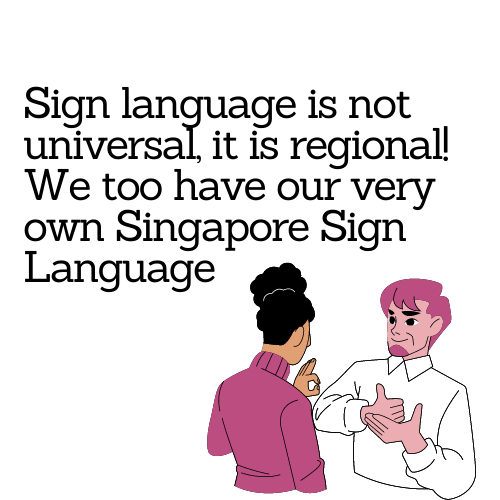 Sign language is not
universal, it is regional!
We too have our very
own Singapore Sign
Language